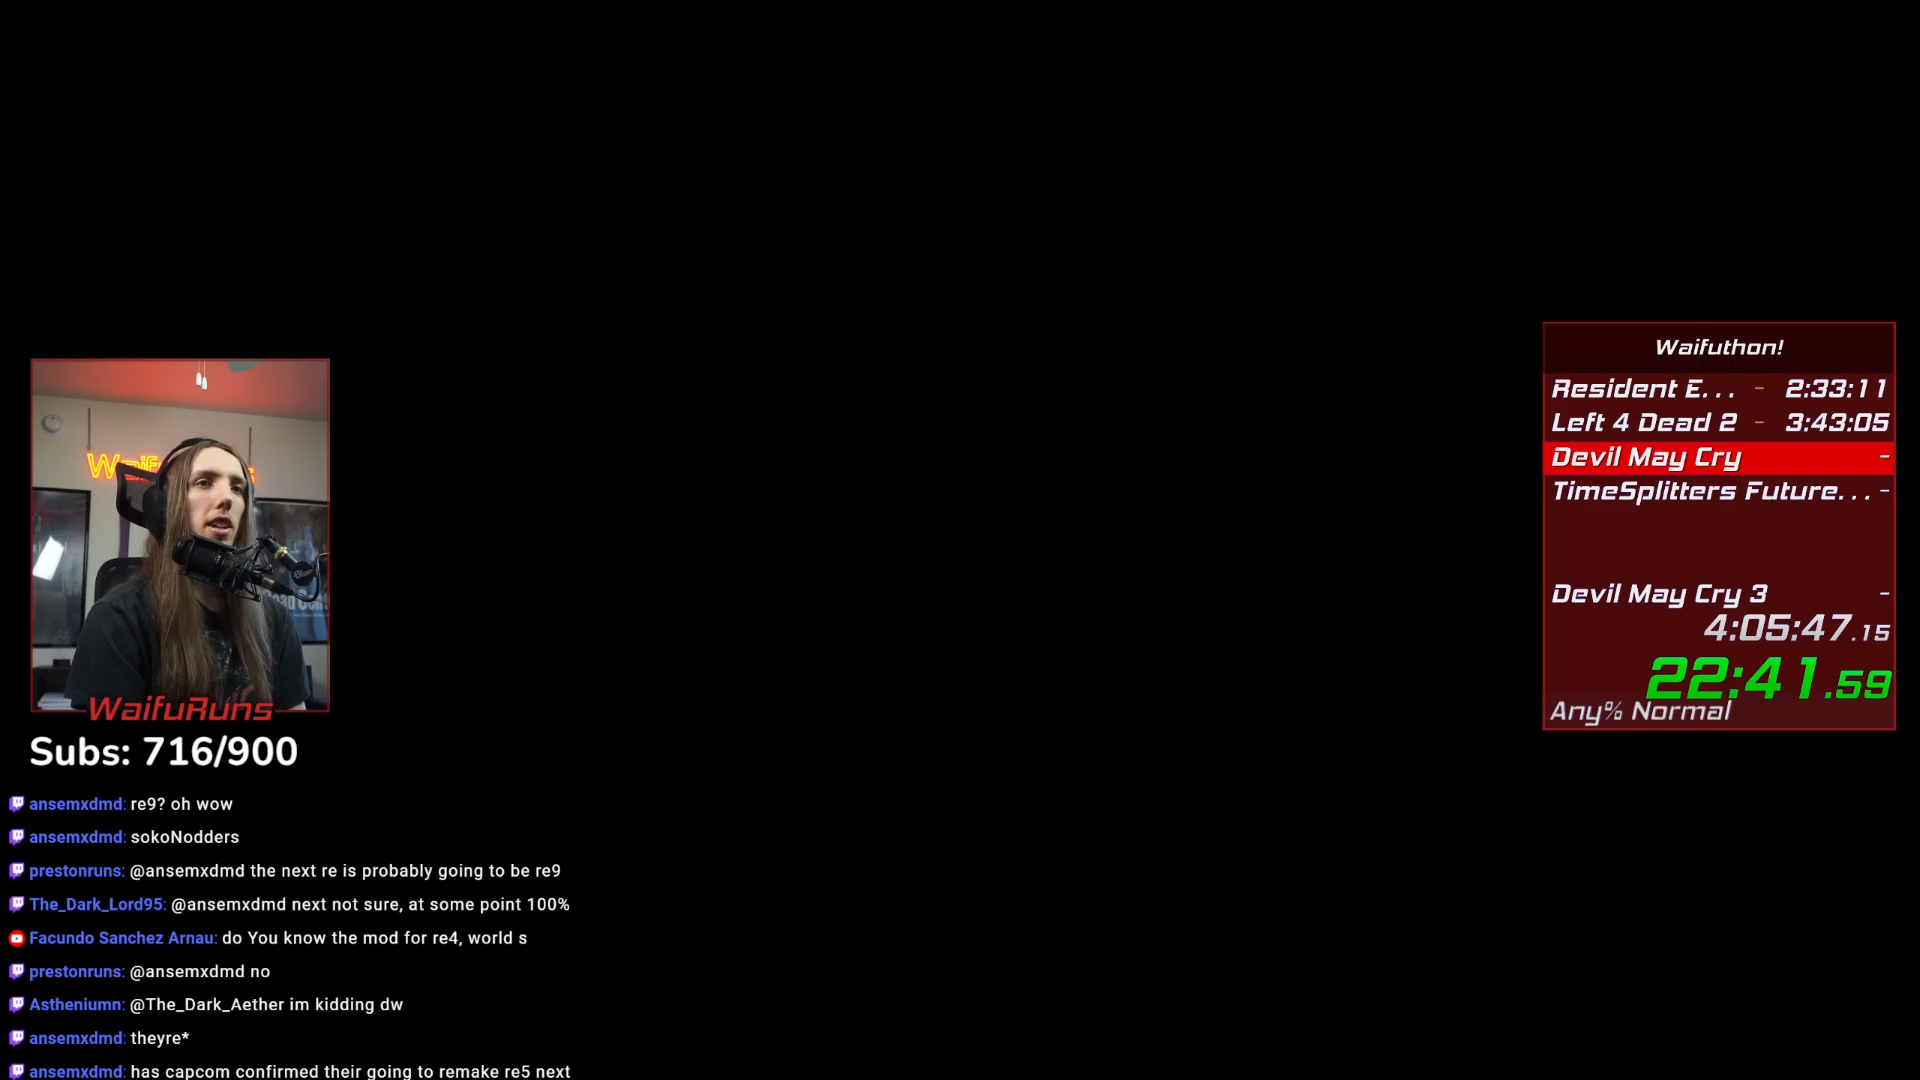 Waifuthon!
Resident E... - 2:33:11
Left 4 Dead 2 - 3:43:05
Devil May Cry -
TimeSplitters Future... -
Devil May Cry 3 -
4:05:47.15
22:41.59
Any% Normal
WaifuRuns
Subs: 716/900
ansemxdmd: re9? oh wow
ansemxdmd: sokoNodders
prestonruns: @ansemxdmd the next re is probably going to be re9
The_Dark_Lord95: @ansemxdmd next not sure, at some point 100%
Facundo Sanchez Arnau: do You know the mod for re4, world s
prestonruns: @ansemxdmd no
Astheniumn: @The_Dark_Aether im kidding dw
ansemxdmd: theyre*
ansemxdmd: has capcom confirmed their going to remake re5 next